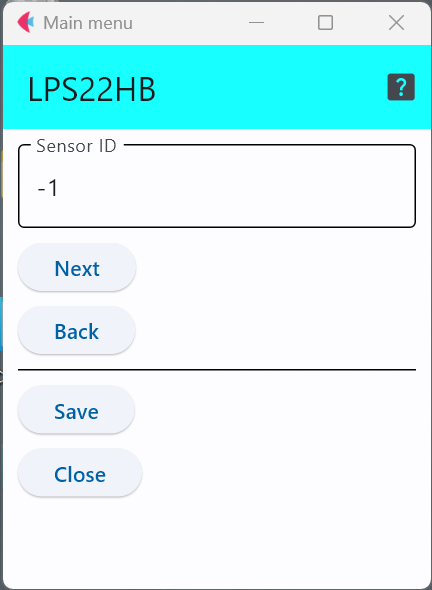 Main menu
LPS22HB
?
Sensor ID
-1
Next
Back
Save
Close